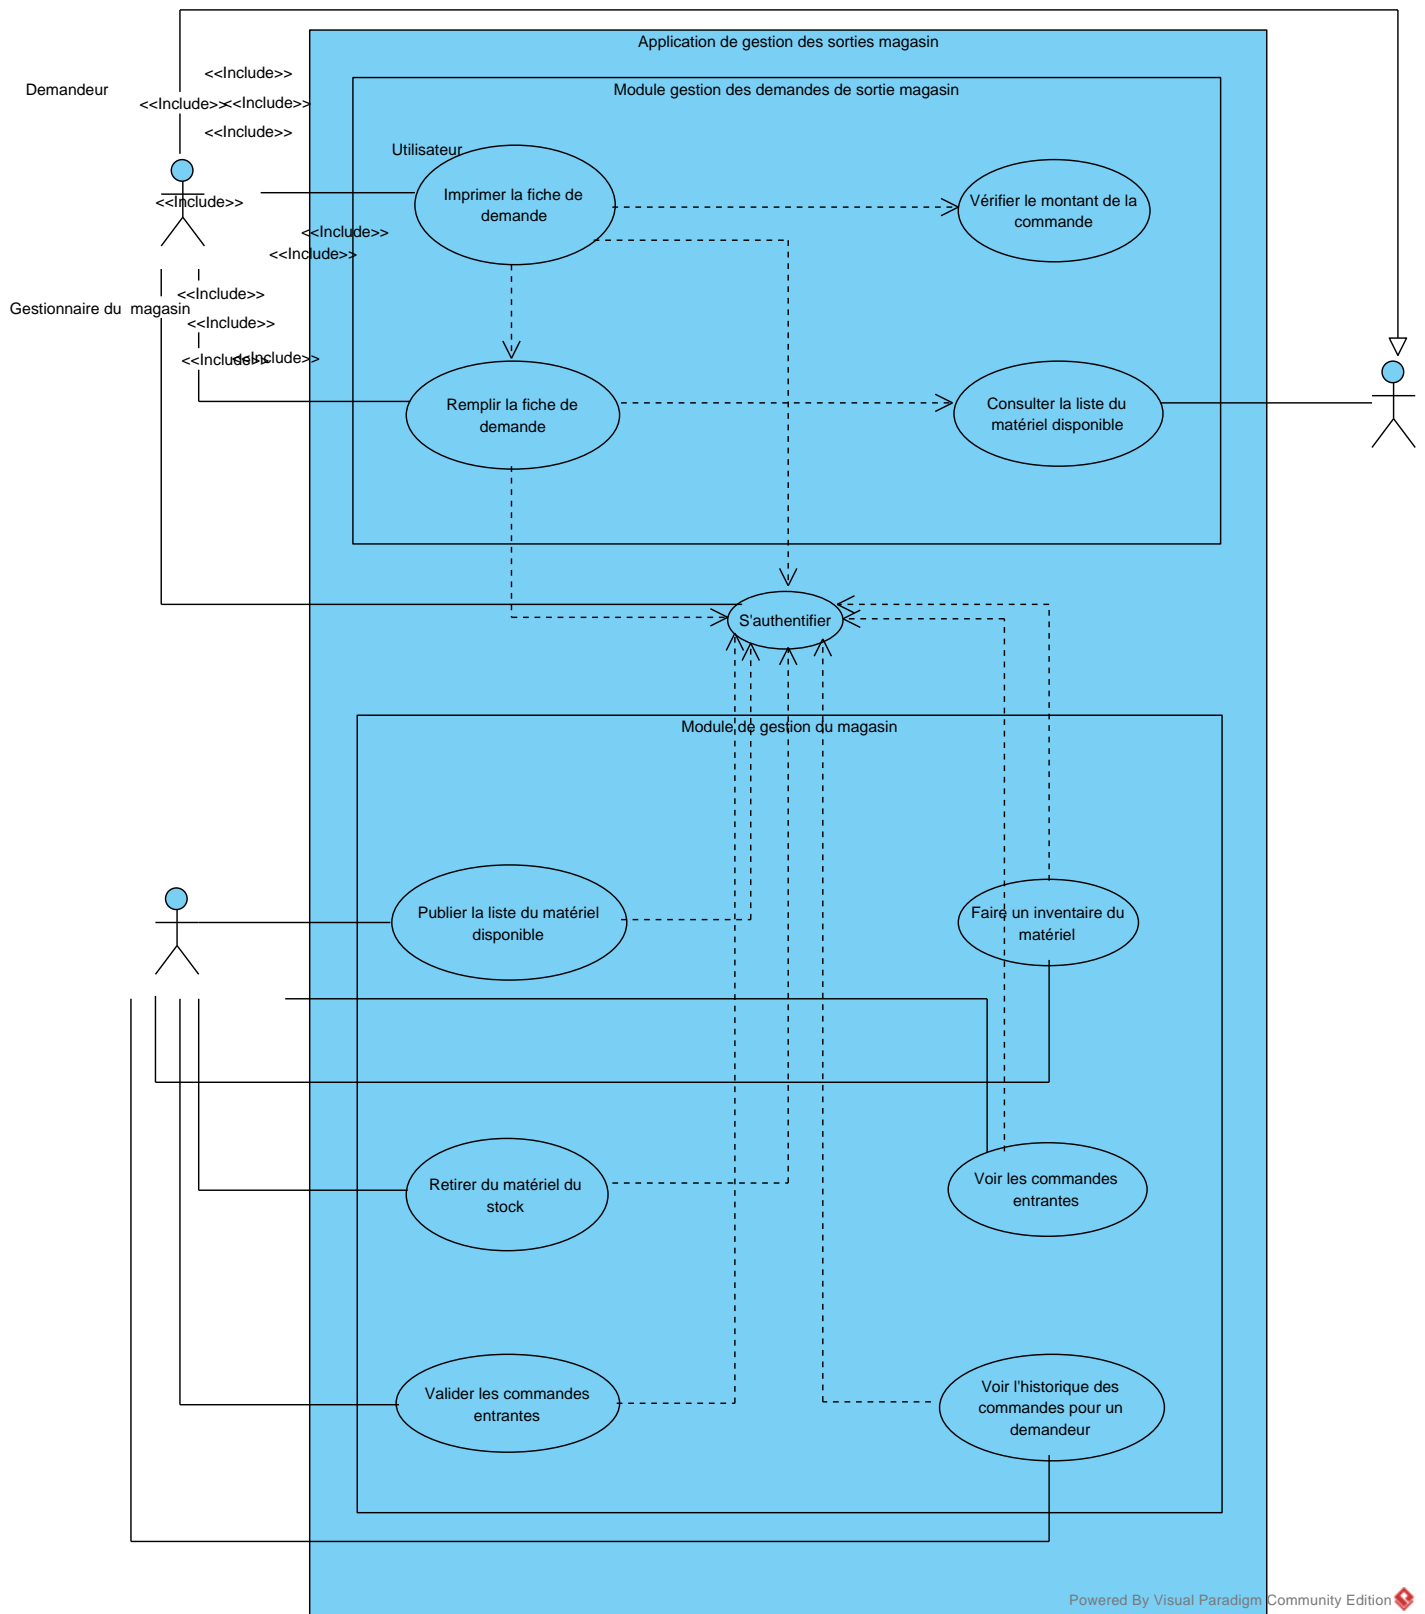 Application de gestion des sorties magasin
<<Include>>
Demandeur
Module gestion des demandes de sortie magasin
<<Include>>
<<Include>>
<<Include>>
Utilisateur
Imprimer la fiche de
demande
Vérifier le montant de la
commande
<<Include>>
<<Include>>
<<Include>>
<<Include>>
Gestionnaire du  magasin
<<Include>>
<<Include>>
<<Include>>
Remplir la fiche de
demande
Consulter la liste du
matériel disponible
S'authentifier
Module de gestion du magasin
Publier la liste du matériel
disponible
Faire un inventaire du
matériel
Retirer du matériel du
stock
Voir les commandes
entrantes
Valider les commandes
entrantes
Voir l'historique des
commandes pour un
demandeur
Powered By Visual Paradigm Community Edition